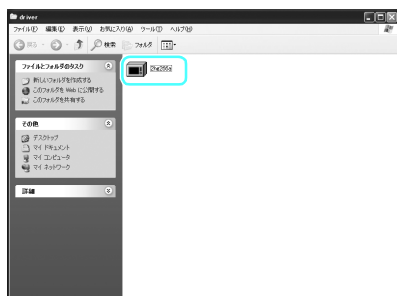 driver
ファイル(F) 編集(E) 表示(V) お気に入り(A) ツール(T) ヘルプ(H)
戻る 検索 フォルダ
ファイルとフォルダのタスク
新しいフォルダを作成する
このフォルダを Web に公開する
このフォルダを共有する
その他
デスクトップ
マイ ドキュメント
マイ コンピュータ
マイ ネットワーク
詳細